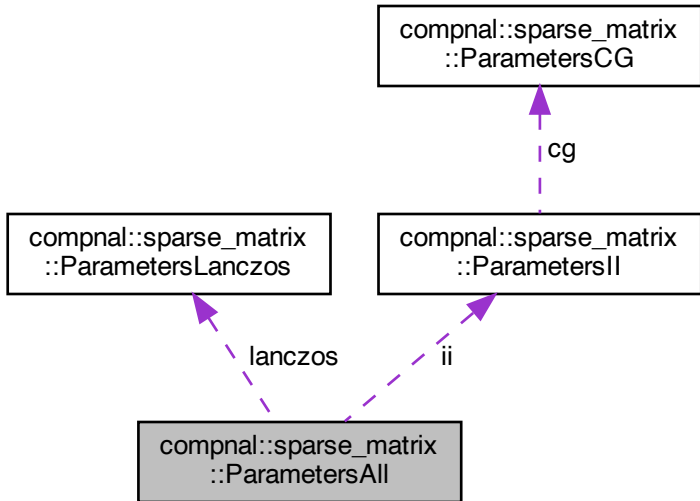 compnal::sparse_matrix
::ParametersCG
cg
compnal::sparse_matrix
::ParametersLanczos
compnal::sparse_matrix
::ParametersII
lanczos
ii
compnal::sparse_matrix
::ParametersAll